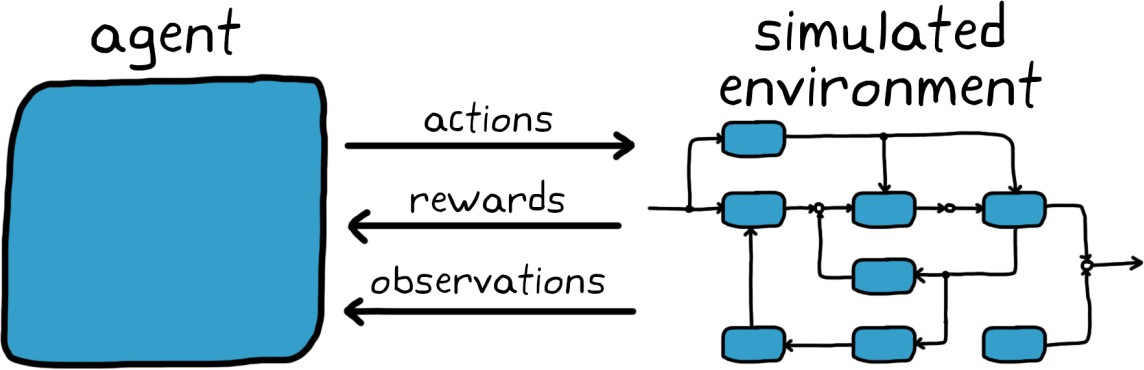 agent
simulated
environment
actions
rewards
observations